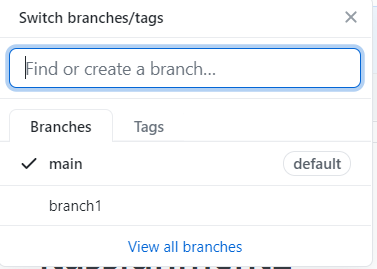 Switch branches/tags
Find or create a branch...
Branches Tags
main default
branch1
View all branches